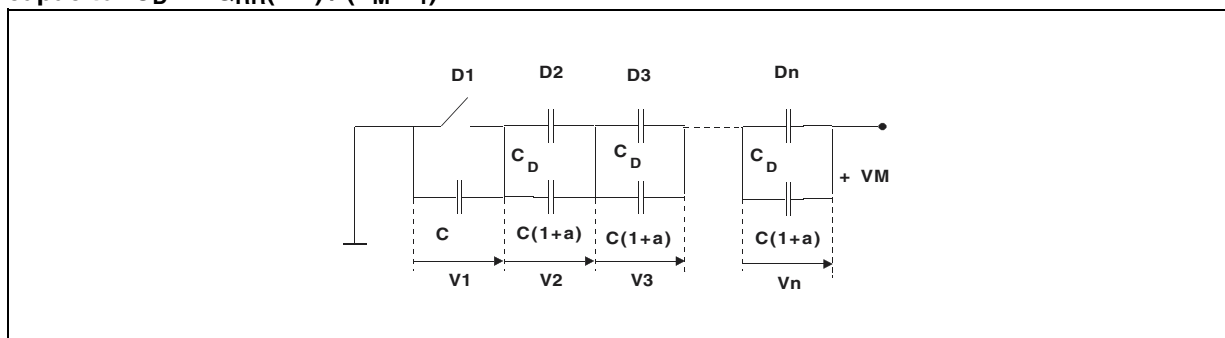 D1 D2 D3 Dn
C D C D C D
+ VM
C C(1+a) C(1+a) C(1+a)
V1 V2 V3 Vn